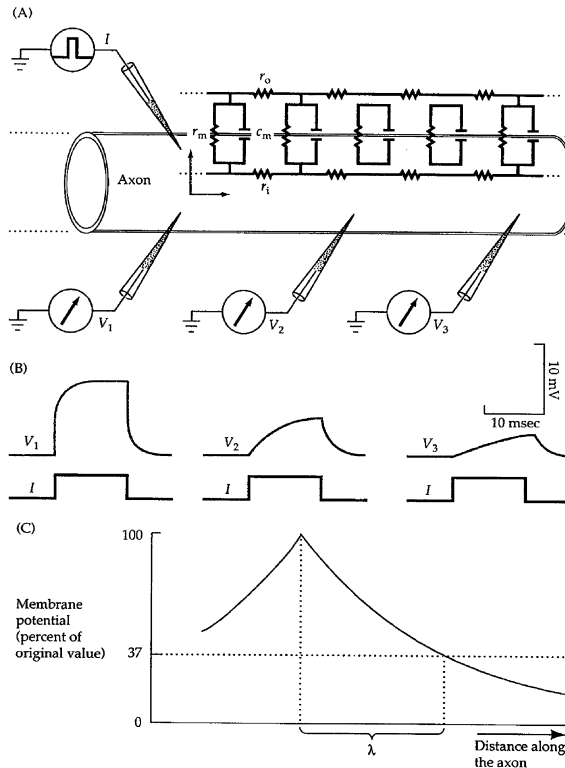 (A)
I
r_o
r_m
c_m
Axon
r_i
V_1
V_2
V_3
(B)
10 mV
10 msec
V_1
V_2
V_3
I
I
I
(C)
100
Membrane
potential
(percent of
original value)
37
0
λ
Distance along
the axon